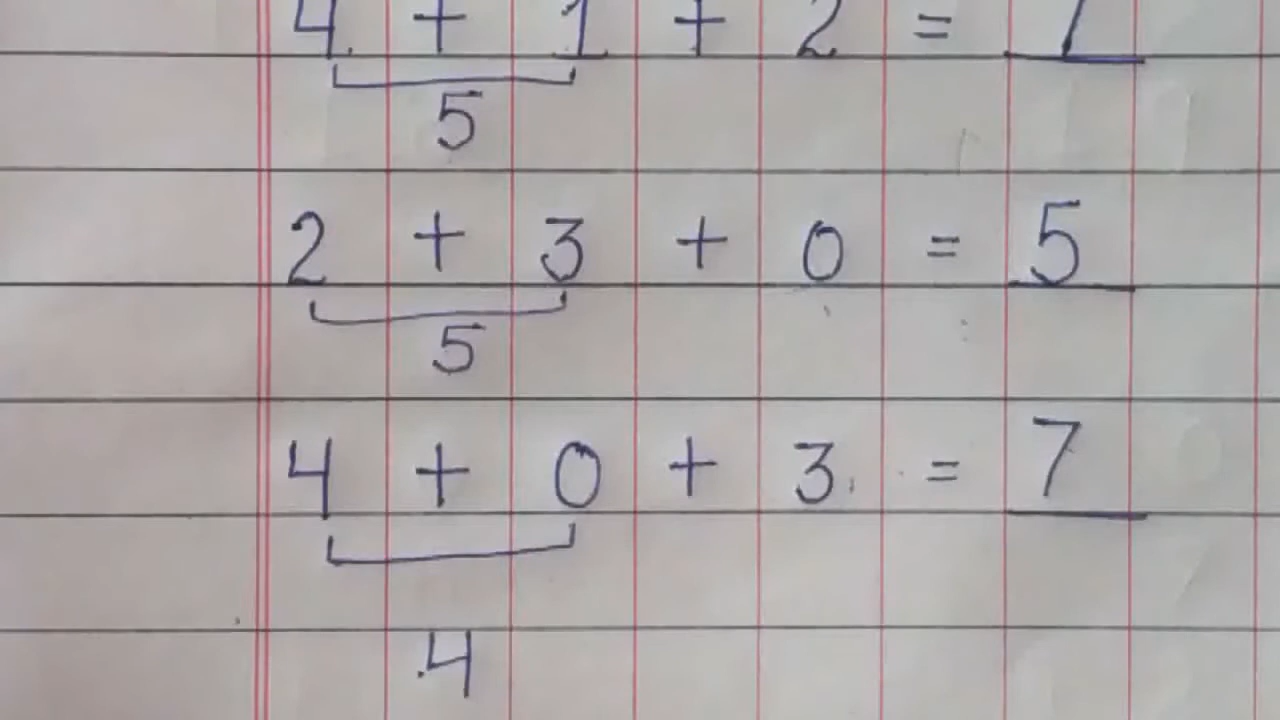 4 + 1 + 2 = 7
5
2 + 3 + 0 = 5
5
4 + 0 + 3 = 7
4